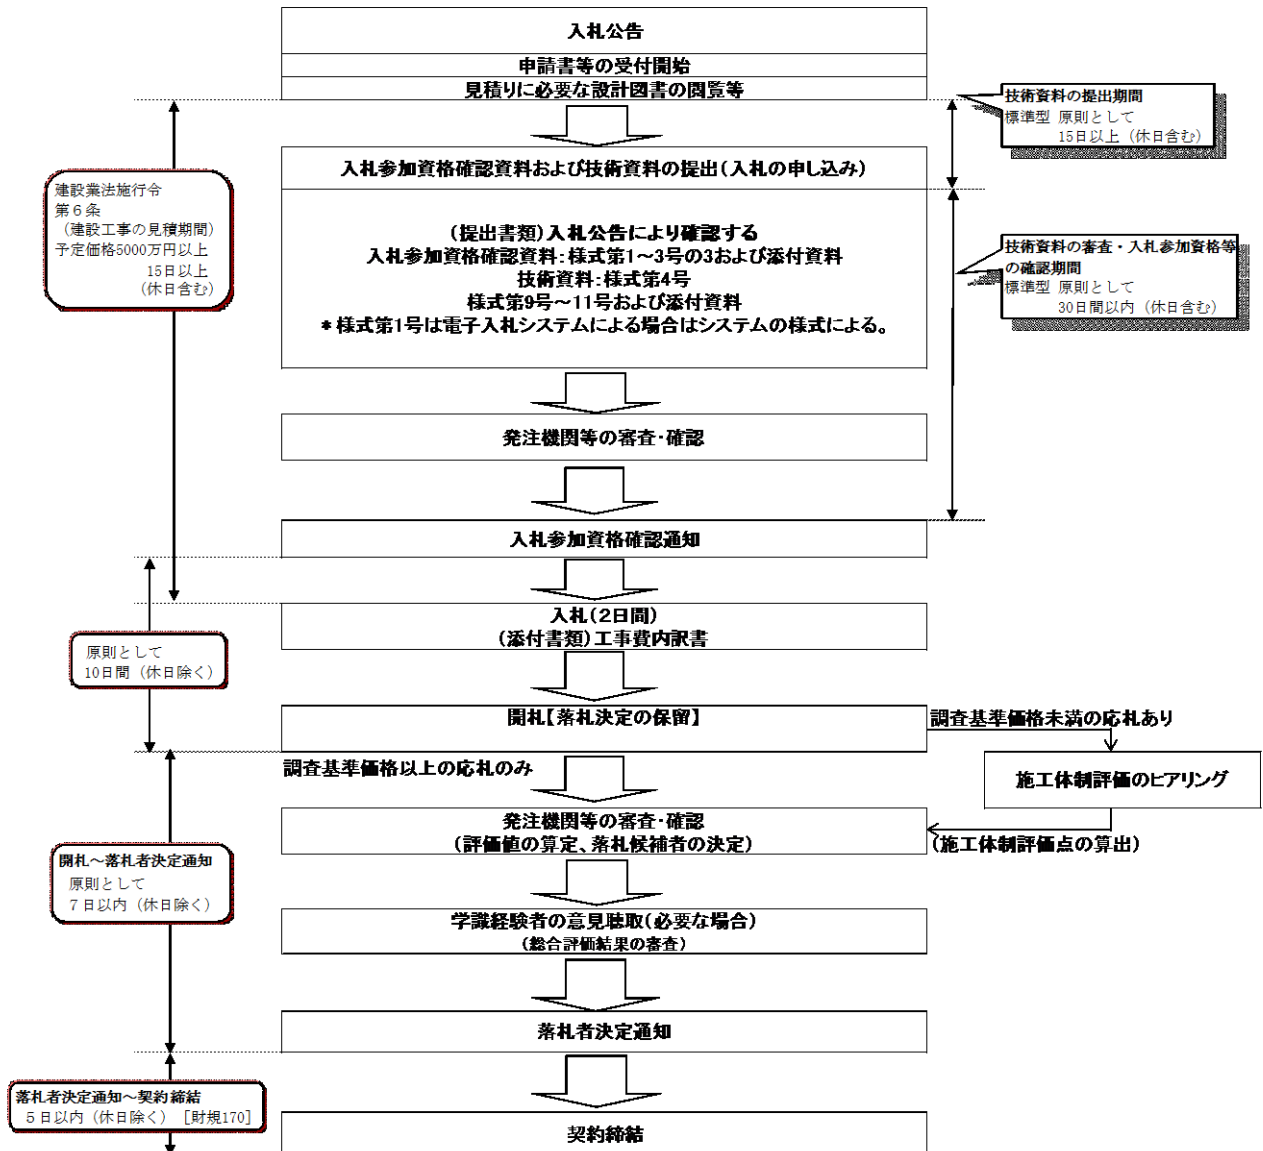 入札公告
申請書等の受付開始
見積りに必要な設計図書の閲覧等
技術資料の提出期間
標準型 原則として
15日以上（休日含む）
入札参加資格確認資料および技術資料の提出（入札の申し込み）
建設業法施行令
第６条
（建設工事の見積期間）
予定価格5000万円以上
15日以上
（休日含む）
（提出書類）入札公告により確認する
入札参加資格確認資料：様式第1～3号の3および添付資料
技術資料：様式第4号
様式第9号～11号および添付資料
＊様式第1号は電子入札システムによる場合はシステムの様式による。
技術資料の審査・入札参加資格等
の確認期間
標準型 原則として
30日間以内（休日含む）
発注機関等の審査・確認
入札参加資格確認通知
入札（2日間）
（添付書類）工事費内訳書
原則として
10日間（休日除く）
開札【落札決定の保留】
調査基準価格未満の応札あり
調査基準価格以上の応札のみ
施工体制評価のヒアリング
発注機関等の審査・確認
（評価値の算定、落札候補者の決定）
（施工体制評価点の算出）
開札～落札者決定通知
原則として
７日以内（休日除く）
学識経験者の意見聴取（必要な場合）
（総合評価結果の審査）
落札者決定通知
落札者決定通知～契約締結
５日以内（休日除く）［財規170］
契約締結